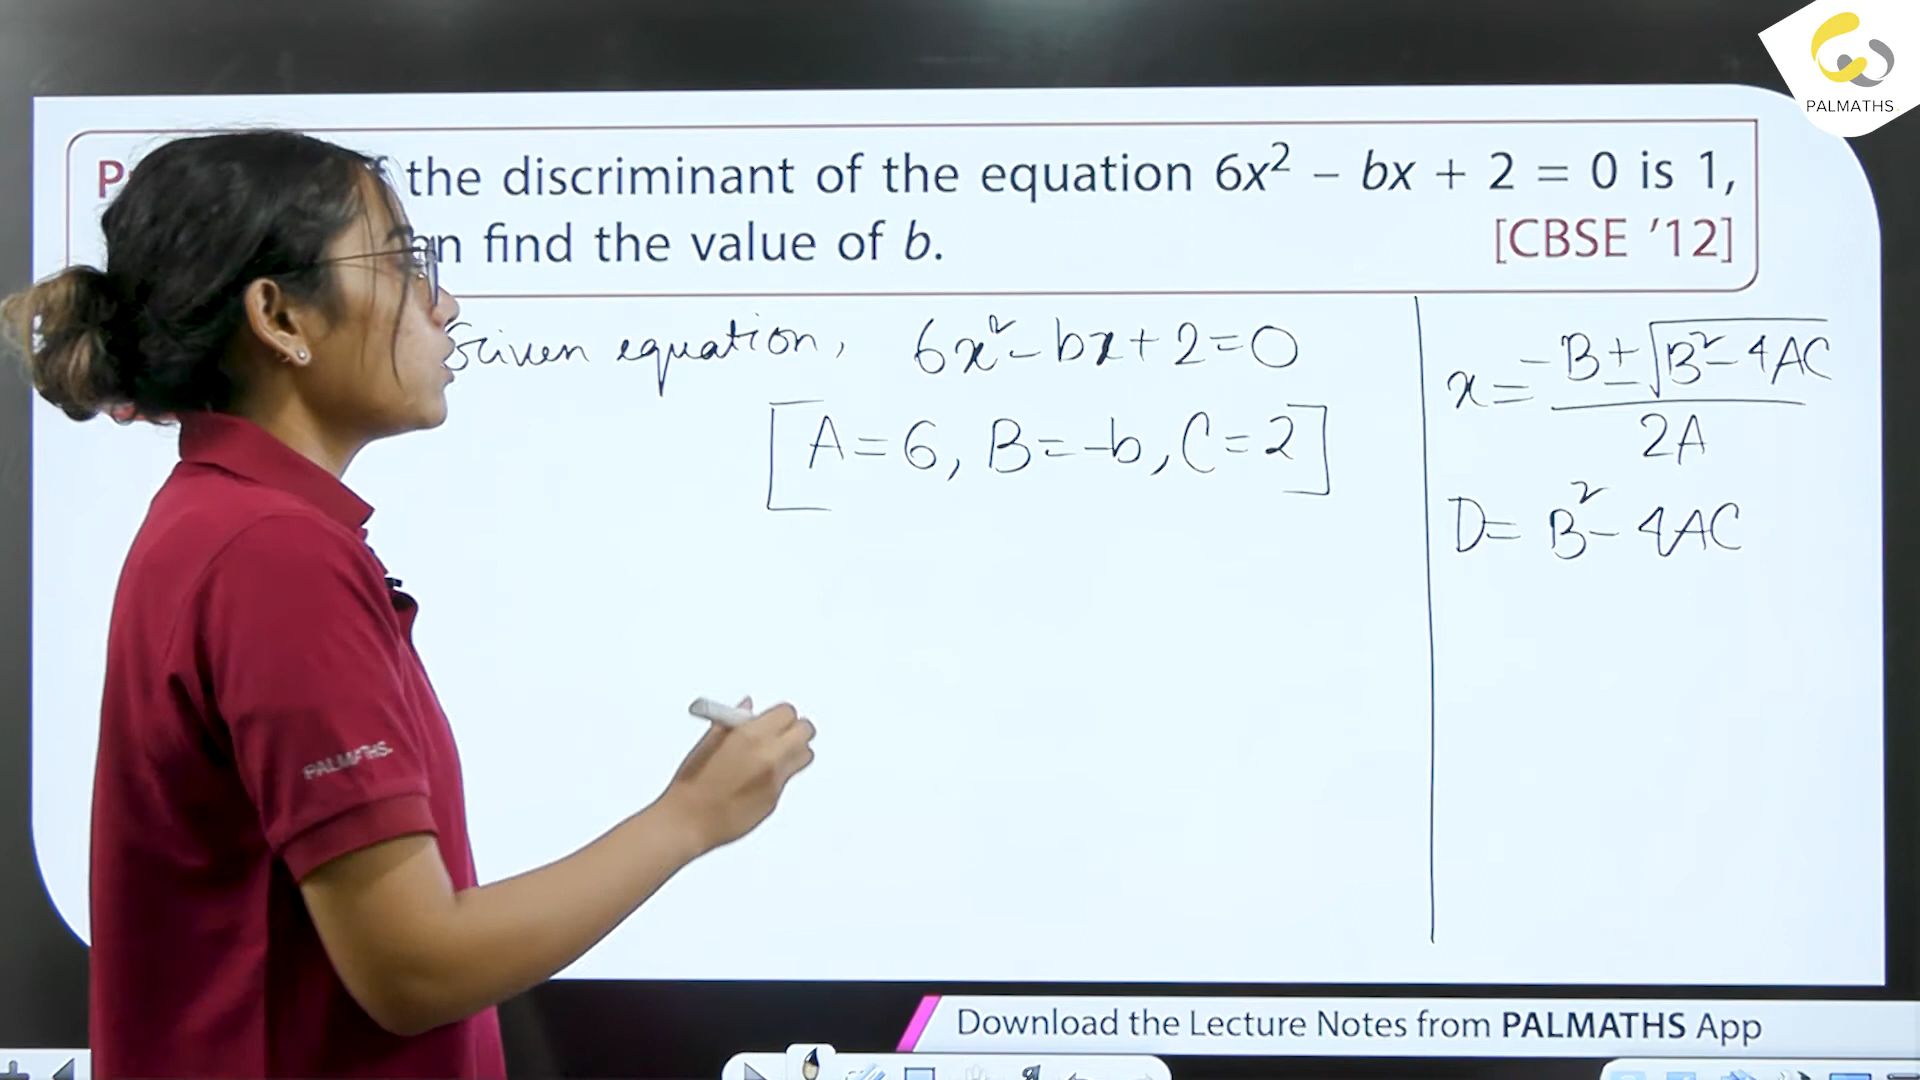 PALMATHS
the discriminant of the equation 6x² – bx + 2 = 0 is 1,
find the value of b.
[CBSE ’12]
Given equation, 6x² - bx + 2 = 0
[A = 6, B = -b, C = 2]
x = (-B ± √(B² - 4AC)) / 2A
D = B² - 4AC
PALMATHS
Download the Lecture Notes from PALMATHS App